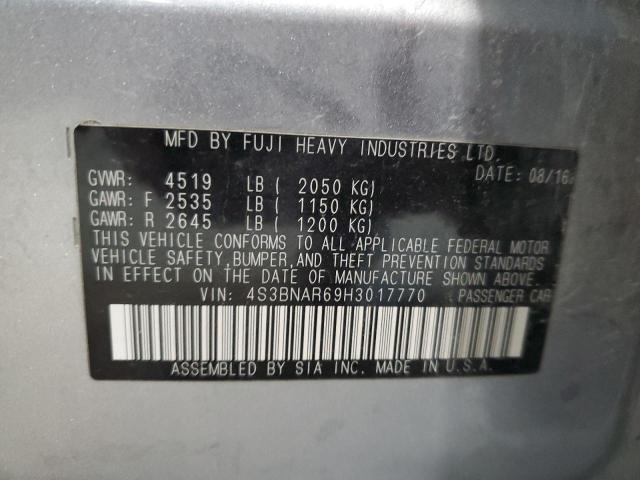 MFD BY FUJI HEAVY INDUSTRIES LTD.
DATE: 08/16
GVWR: 4519 LB ( 2050 KG)
GAWR: F 2535 LB ( 1150 KG)
GAWR: R 2645 LB ( 1200 KG)
THIS VEHICLE CONFORMS TO ALL APPLICABLE FEDERAL MOTOR
VEHICLE SAFETY, BUMPER, AND THEFT PREVENTION STANDARDS
IN EFFECT ON THE DATE OF MANUFACTURE SHOWN ABOVE.
VIN: 4S3BNAR69H3017770 PASSENGER CAR
ASSEMBLED BY SIA INC. MADE IN U.S.A.